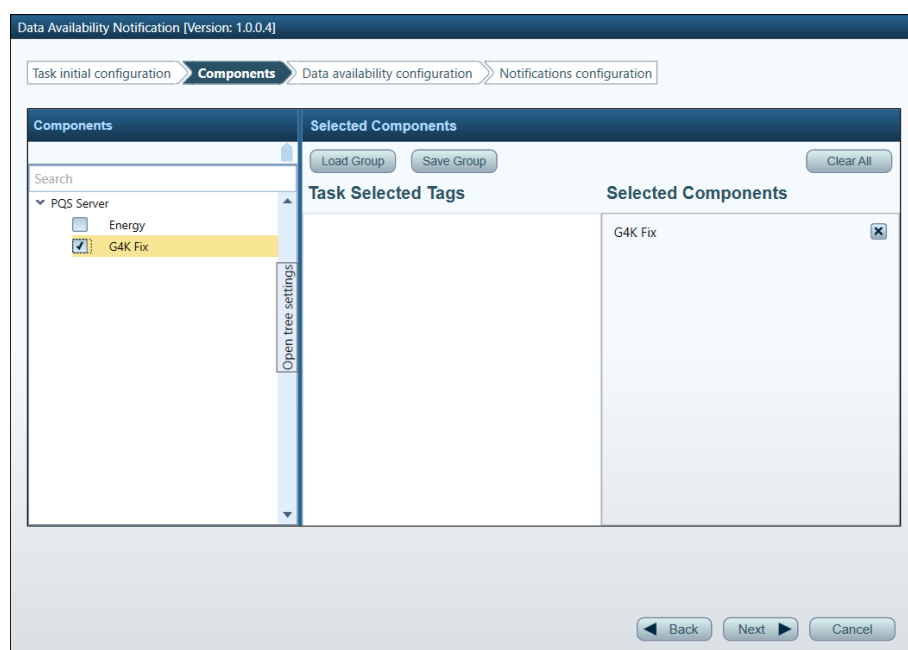 Data Availability Notification [Version: 1.0.0.4]
Task initial configuration Components Data availability configuration Notifications configuration
Components
Selected Components
Load Group Save Group Clear All
Search
Task Selected Tags Selected Components
PQS Server
Energy
G4K Fix
G4K Fix
Open tree settings
Back Next Cancel